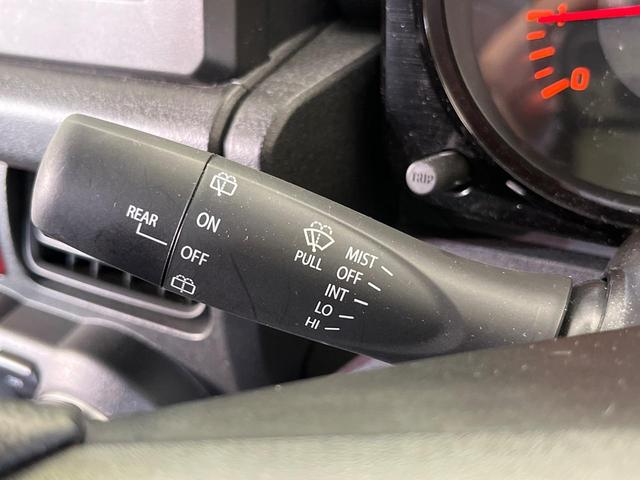 REAR
ON
OFF
PULL
MIST
OFF
INT
LO
HI
TRIP
0